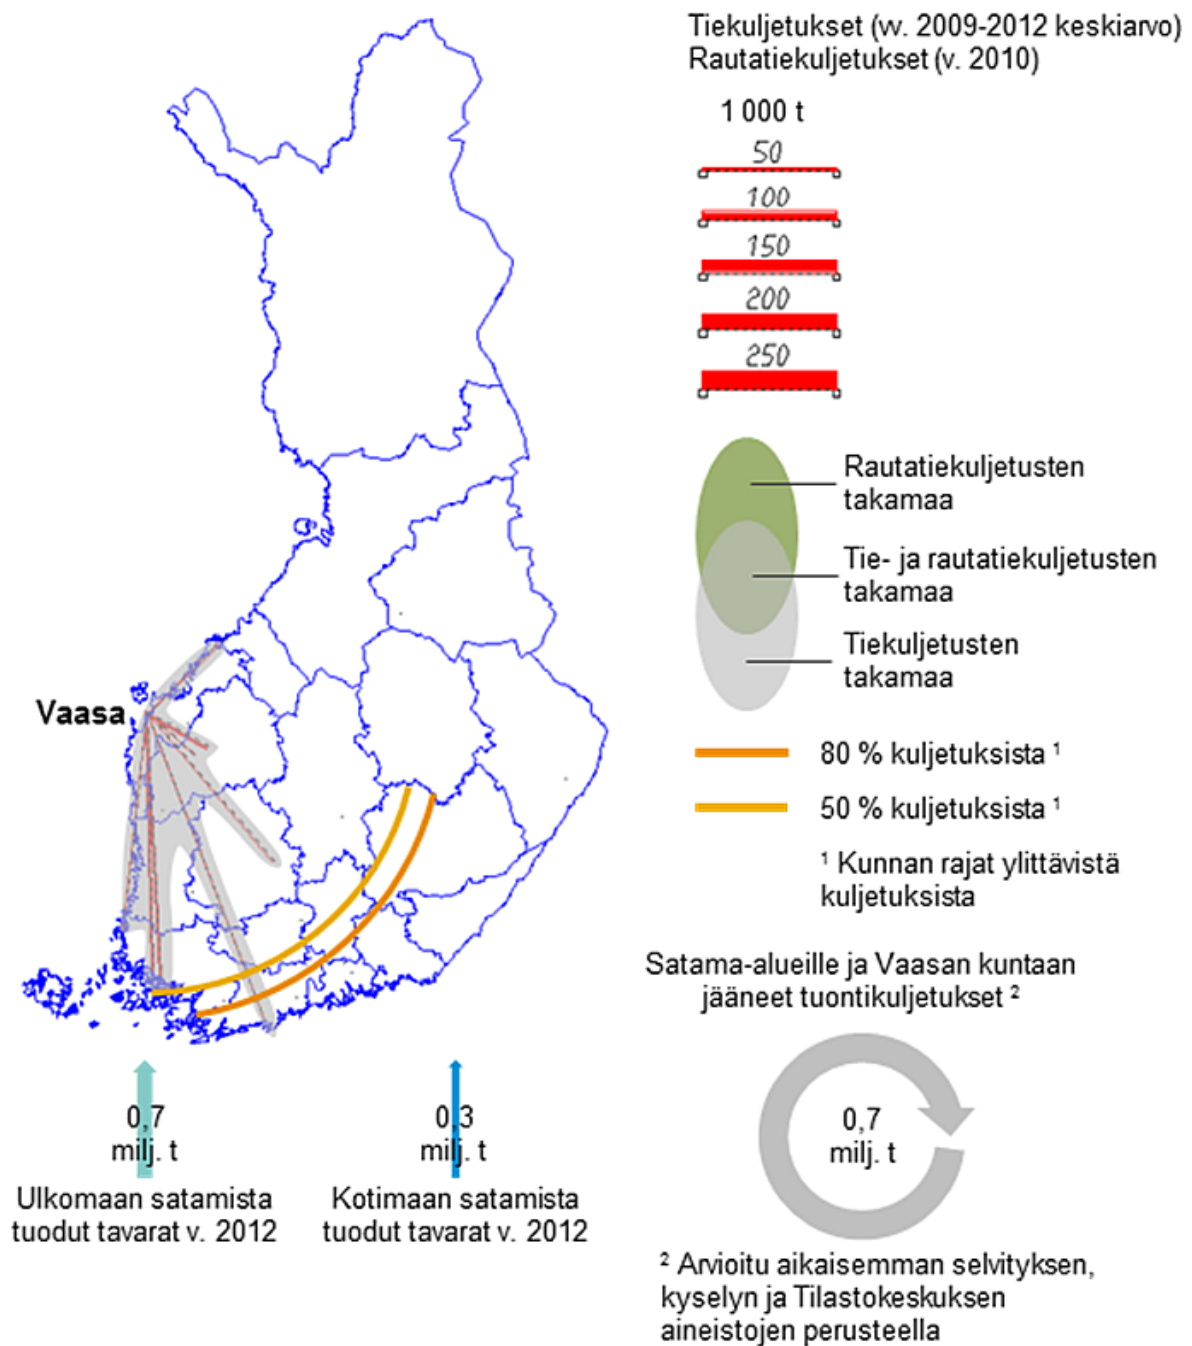 Tiekuljetukset (vv. 2009-2012 keskiarvo)
Rautatiekuljetukset (v. 2010)
1 000 t
50
100
150
200
250
Rautatiekuljetusten
takamaa
Tie- ja rautatiekuljetusten
takamaa
Tiekuljetusten
takamaa
Vaasa
80 % kuljetuksista ¹
50 % kuljetuksista ¹
¹ Kunnan rajat ylittävistä
kuljetuksista
Satama-alueille ja Vaasan kuntaan
jääneet tuontikuljetukset ²
0,7
milj. t
0,3
milj. t
0,7
milj. t
Ulkomaan satamista
tuodut tavarat v. 2012
Kotimaan satamista
tuodut tavarat v. 2012
² Arvioitu aikaisemman selvityksen,
kyselyn ja Tilastokeskuksen
aineistojen perusteella